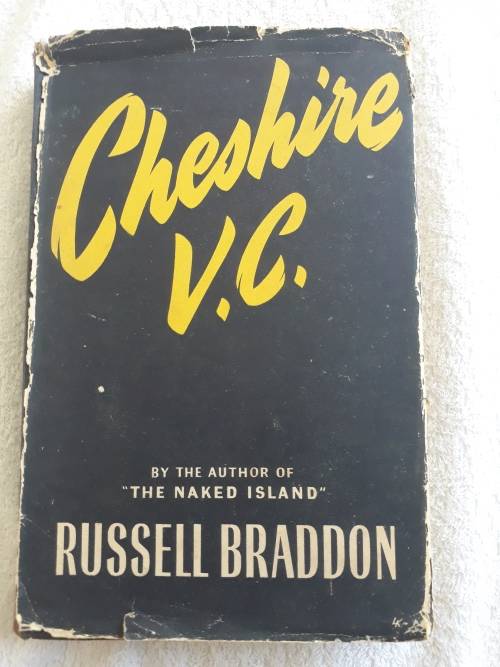 Cheshire
V.C.
BY THE AUTHOR OF
"THE NAKED ISLAND"
RUSSELL BRADDON